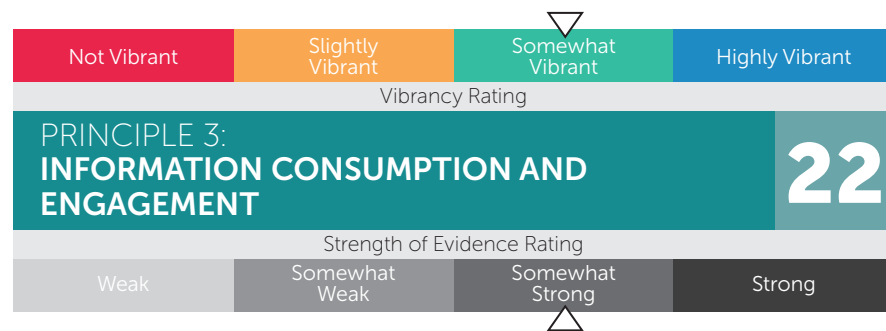 Not Vibrant
Slightly
Vibrant
Somewhat
Vibrant
Highly Vibrant
Vibrancy Rating
PRINCIPLE 3:
INFORMATION CONSUMPTION AND
ENGAGEMENT
22
Strength of Evidence Rating
Weak
Somewhat
Weak
Somewhat
Strong
Strong